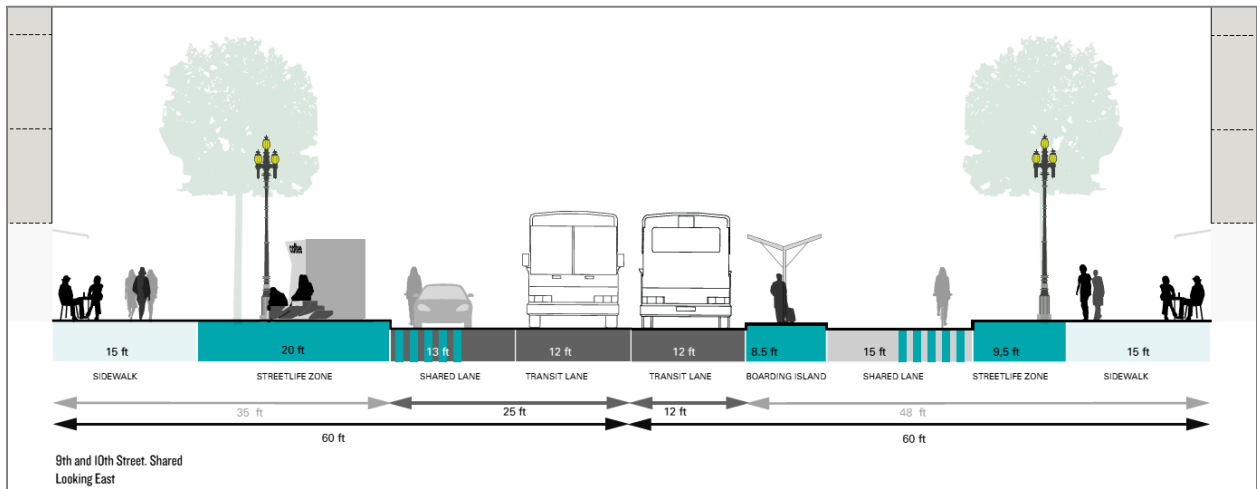 coffee
15 ft
20 ft
13 ft
12 ft
12 ft
8.5 ft
15 ft
9,5 ft
15 ft
SIDEWALK
STREETLIFE ZONE
SHARED LANE
TRANSIT LANE
TRANSIT LANE
BOARDING ISLAND
SHARED LANE
STREETLIFE ZONE
SIDEWALK
35 ft
25 ft
12 ft
48 ft
60 ft
60 ft
9th and 10th Street. Shared
Looking East